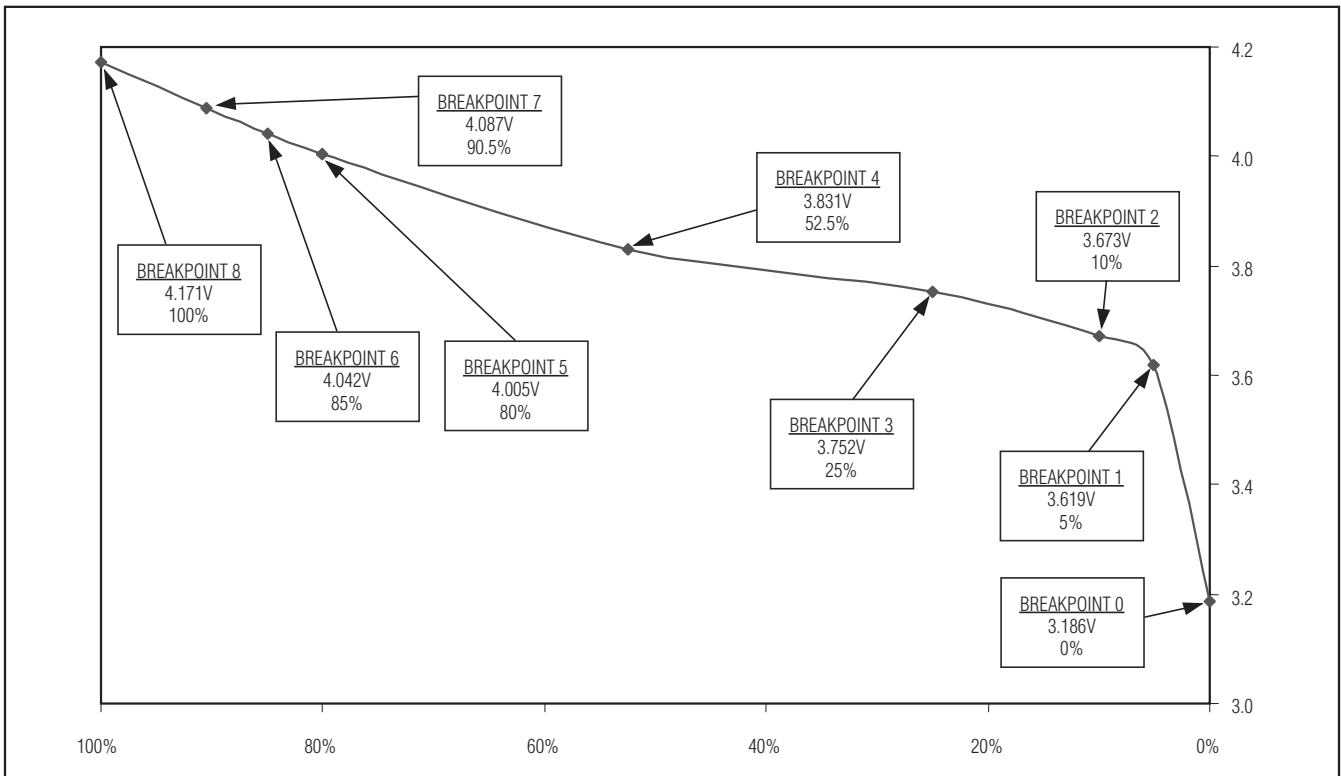 BREAKPOINT 7
4.087V
90.5%
BREAKPOINT 4
3.831V
52.5%
BREAKPOINT 2
3.673V
10%
BREAKPOINT 8
4.171V
100%
BREAKPOINT 6
4.042V
85%
BREAKPOINT 5
4.005V
80%
BREAKPOINT 3
3.752V
25%
BREAKPOINT 1
3.619V
5%
BREAKPOINT 0
3.186V
0%
4.2
4.0
3.8
3.6
3.4
3.2
3.0
100%
80%
60%
40%
20%
0%